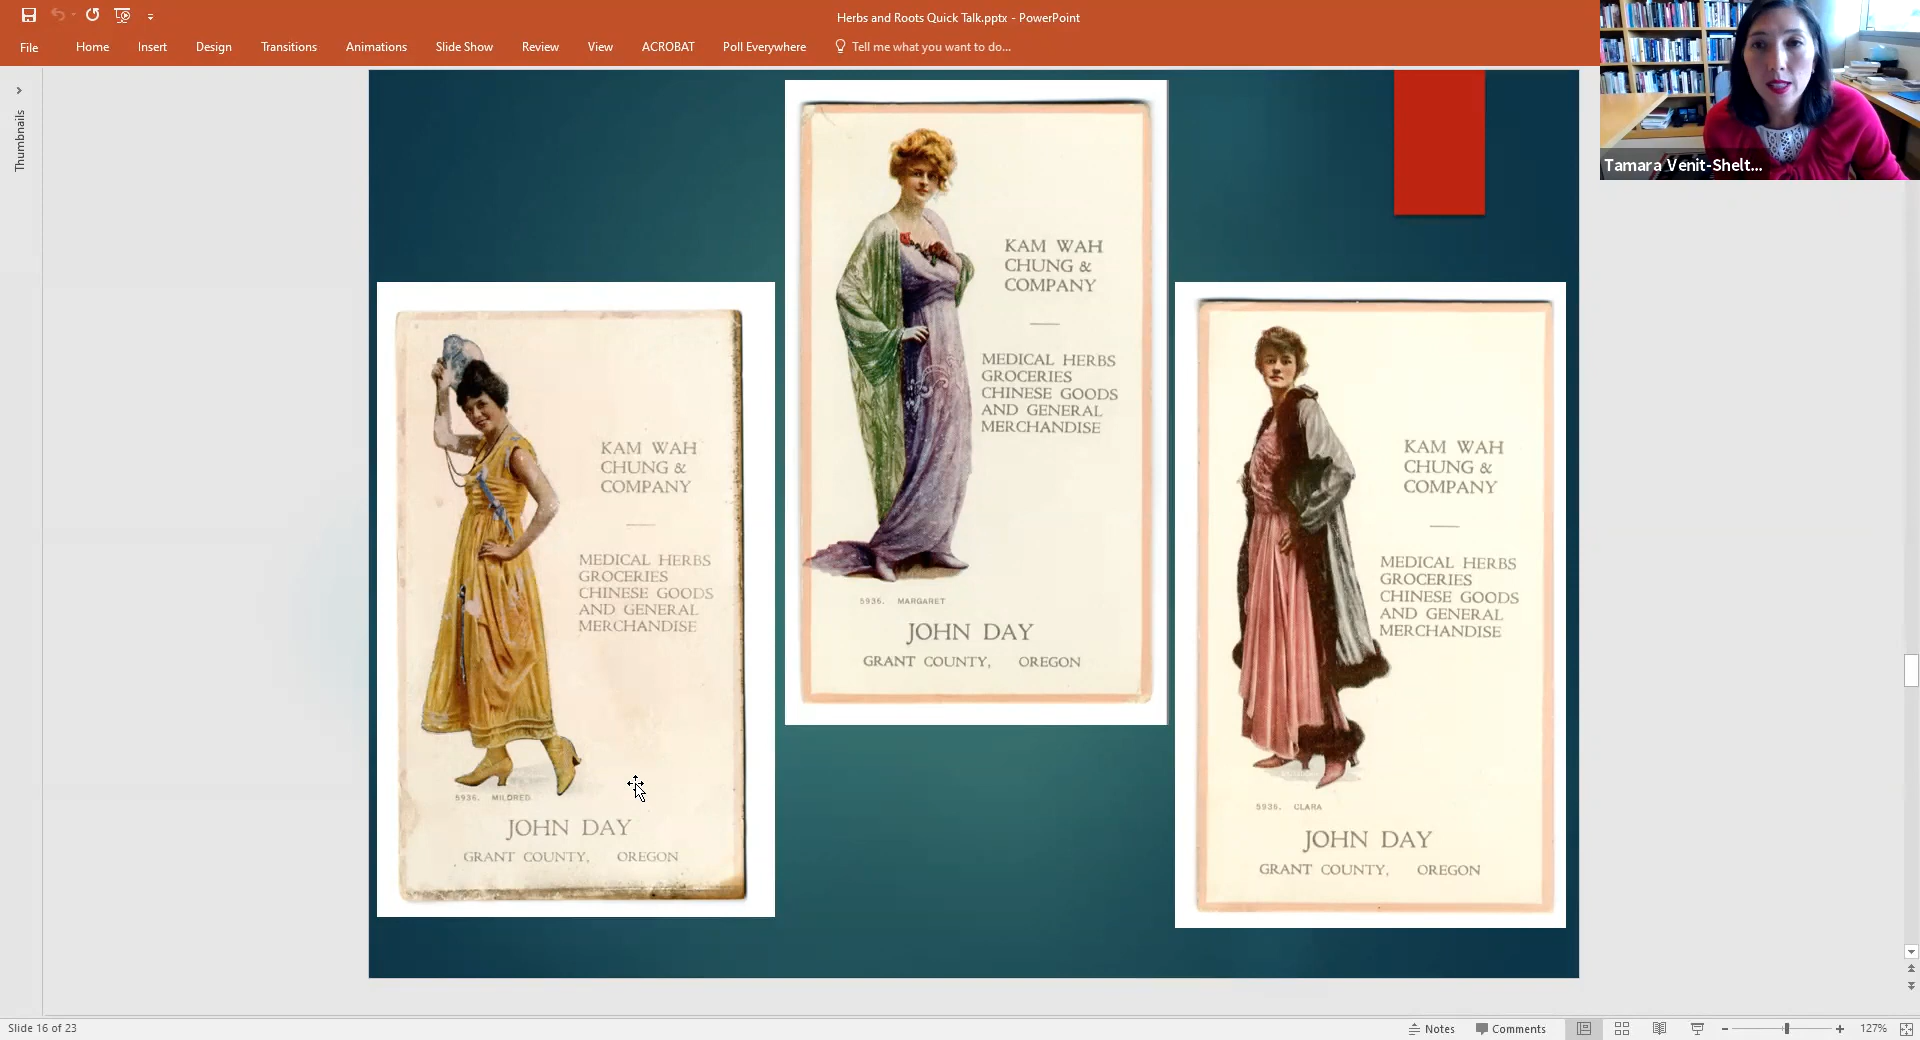 Herbs and Roots Quick Talk.pptx - PowerPoint
File Home Insert Design Transitions Animations Slide Show Review View ACROBAT Poll Everywhere Tell me what you want to do...
Thumbnails
Tamara Venit-Shelt...
KAM WAH
CHUNG &
COMPANY
MEDICAL HERBS
GROCERIES
CHINESE GOODS
AND GENERAL
MERCHANDISE
5936. MILDRED
JOHN DAY
GRANT COUNTY, OREGON
KAM WAH
CHUNG &
COMPANY
MEDICAL HERBS
GROCERIES
CHINESE GOODS
AND GENERAL
MERCHANDISE
5936. MARGARET
JOHN DAY
GRANT COUNTY, OREGON
KAM WAH
CHUNG &
COMPANY
MEDICAL HERBS
GROCERIES
CHINESE GOODS
AND GENERAL
MERCHANDISE
5936. CLARA
JOHN DAY
GRANT COUNTY, OREGON
Slide 16 of 23
Notes Comments 127%